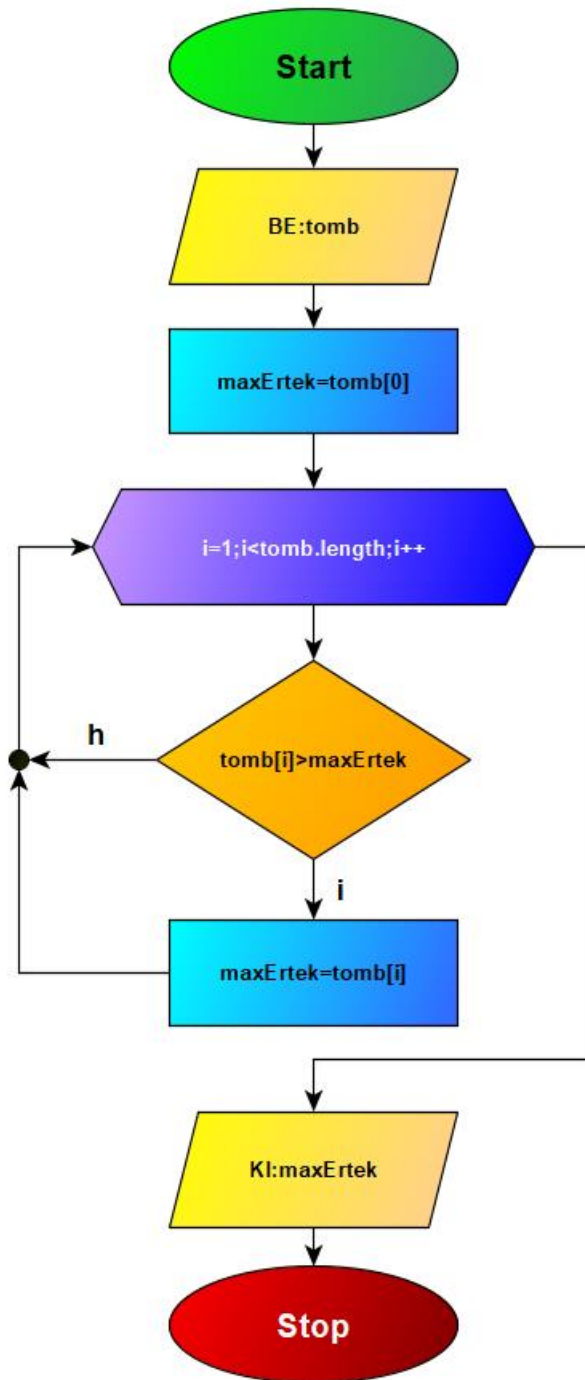 Start
BE:tomb
maxErtek=tomb[0]
i=1;i<tomb.length;i++
h
tomb[i]>maxErtek
i
maxErtek=tomb[i]
KI:maxErtek
Stop